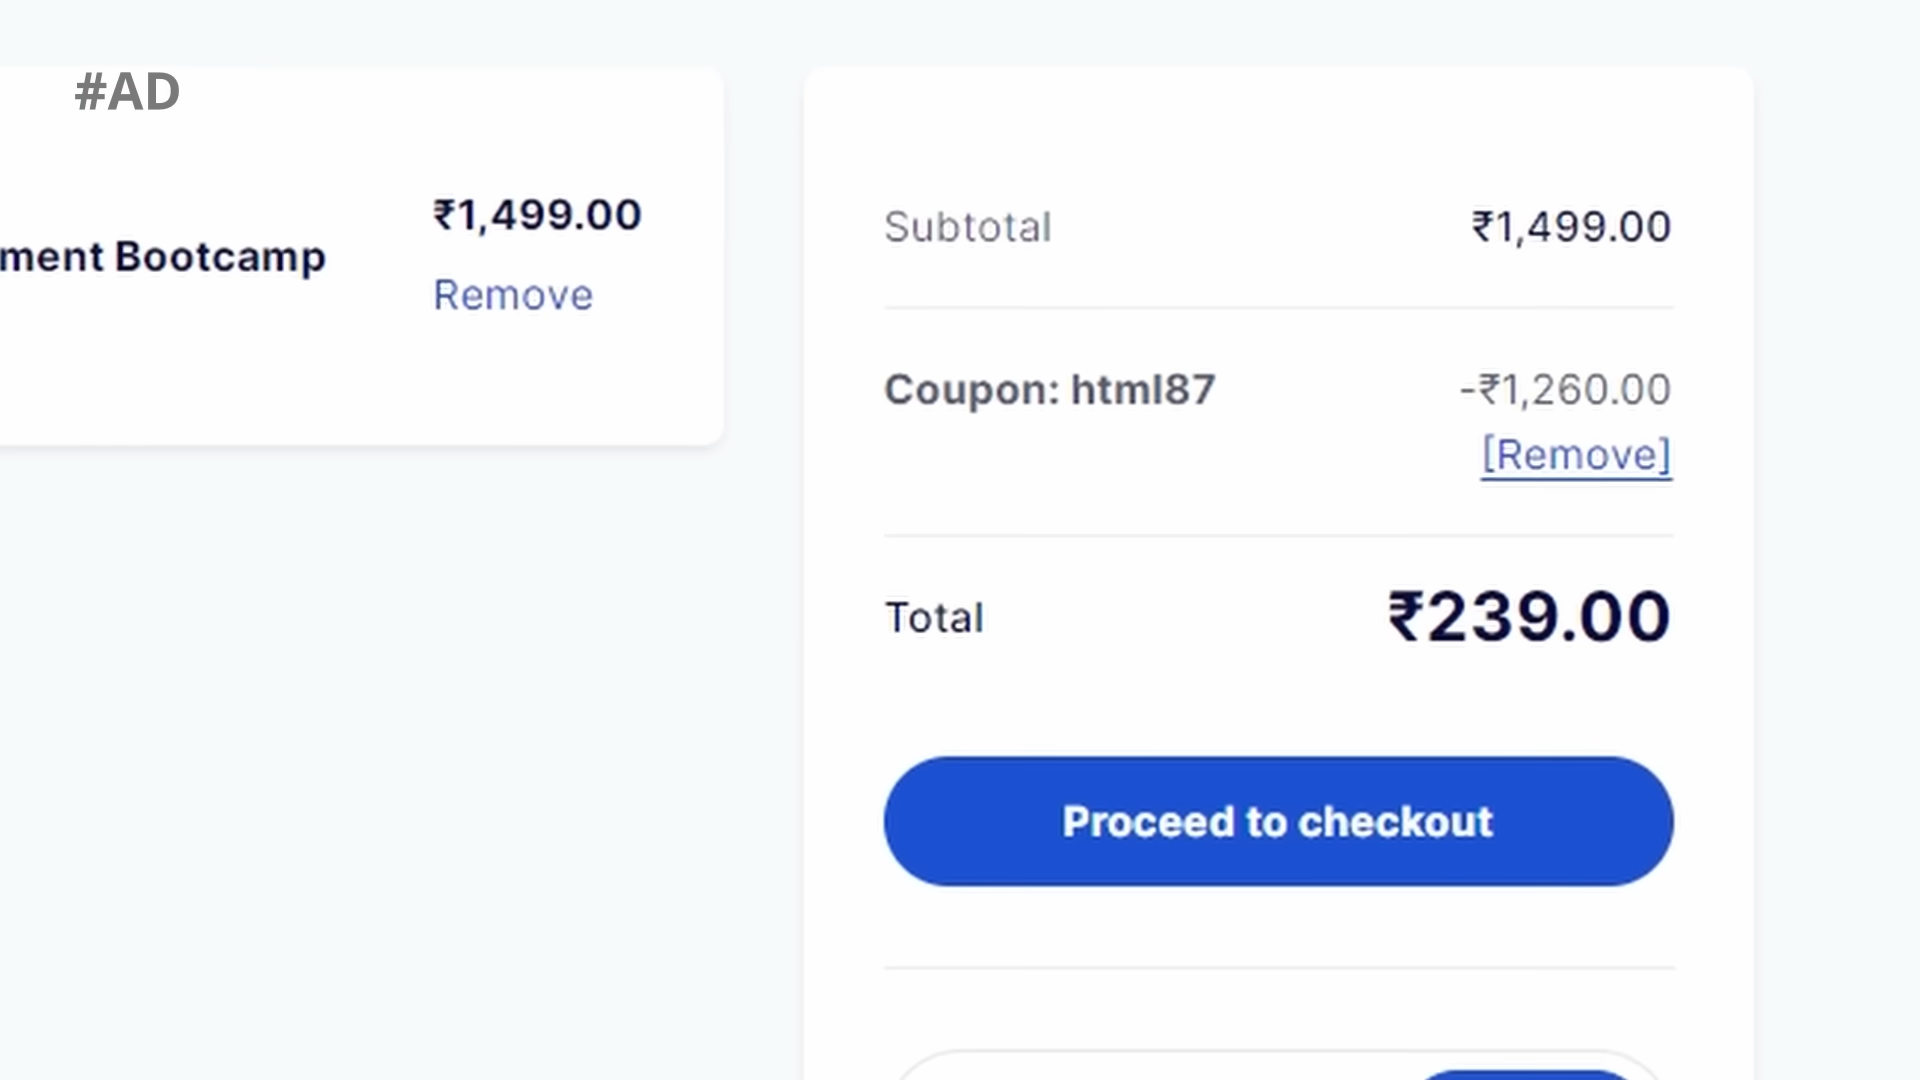 #AD
ment Bootcamp
₹1,499.00
Remove
Subtotal
₹1,499.00
Coupon: html87
-₹1,260.00
[Remove]
Total
₹239.00
Proceed to checkout